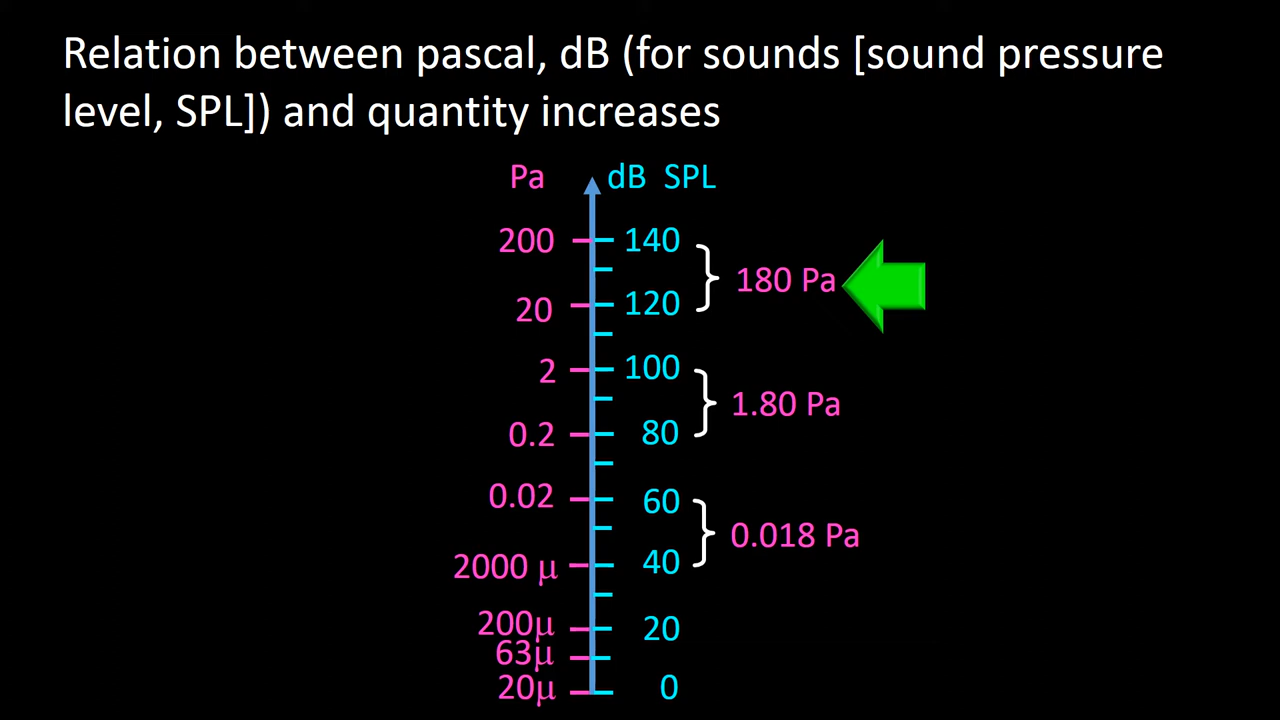 Relation between pascal, dB (for sounds [sound pressure
level, SPL]) and quantity increases
Pa dB SPL
200 140
180 Pa
20 120
2 100
1.80 Pa
0.2 80
0.02 60
0.018 Pa
2000 μ 40
200μ 20
63μ
20μ 0